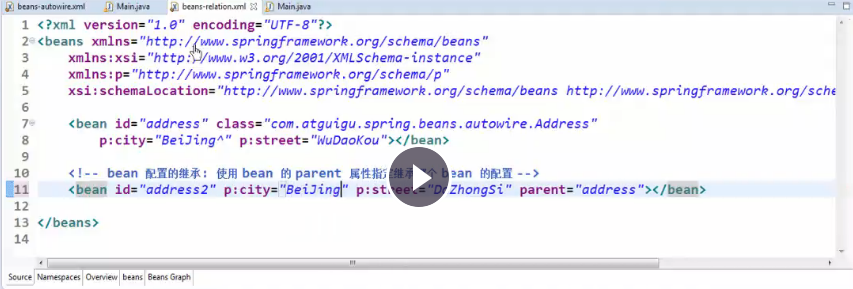 beans-autowire.xml Main.java beans-relation.xml Main.java
1 <?xml version="1.0" encoding="UTF-8"?>
2 <beans xmlns="http://www.springframework.org/schema/beans"
3 xmlns:xsi="http://www.w3.org/2001/XMLSchema-instance"
4 xmlns:p="http://www.springframework.org/schema/p"
5 xsi:schemaLocation="http://www.springframework.org/schema/beans http://www.springframework.org/sche
6
7 <bean id="address" class="com.atguigu.spring.beans.autowire.Address"
8 p:city="BeiJing^" p:street="WuDaoKou"></bean>
9
10 <!-- bean 配置的继承: 使用 bean 的 parent 属性指 bean 的配置 -->
11 <bean id="address2" p:city="BeiJing" p:street="DaZhongSi" parent="address"></bean>
12
13 </beans>
14
Source Namespaces Overview beans Beans Graph